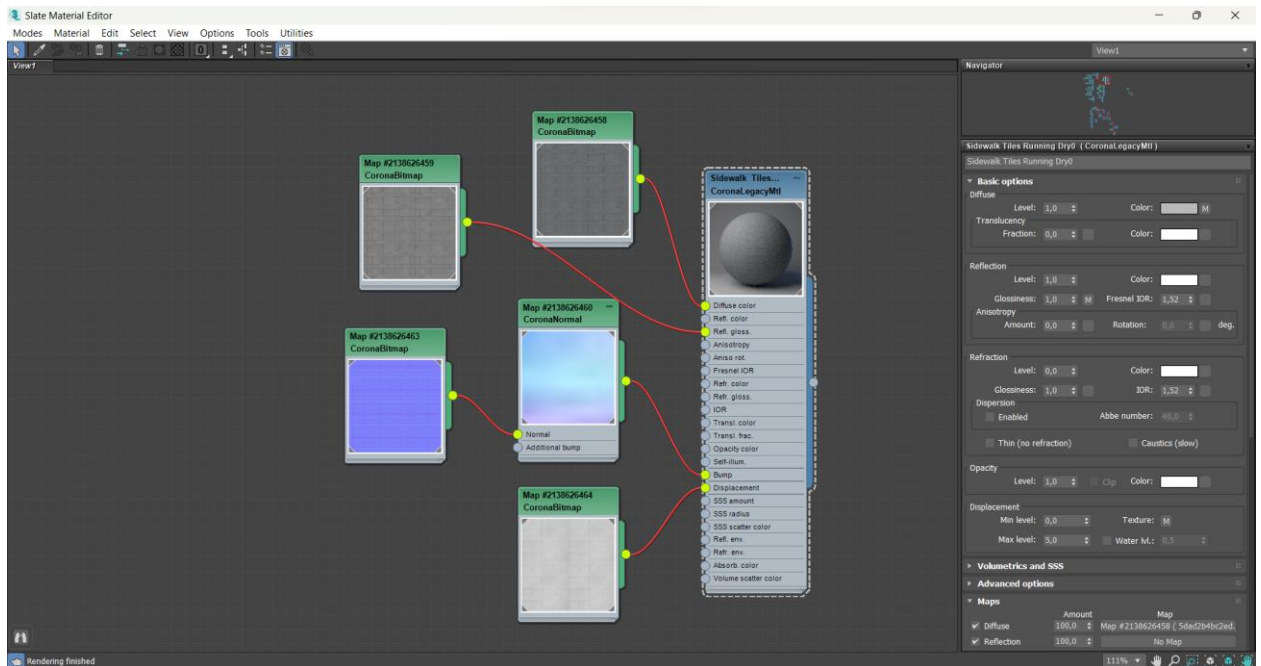 Slate Material Editor
Modes Material Edit Select View Options Tools Utilities
View1
View1
Navigator
Map #2138626458
CoronaBitmap
Map #2138626459
CoronaBitmap
Map #2138626460
CoronaNormal
Normal
Additional bump
Map #2138626463
CoronaBitmap
Map #2138626464
CoronaBitmap
Sidewalk Tiles...
CoronaLegacyMtl
Diffuse color
Refl. color
Refl. gloss.
Anisotropy
Aniso rot.
Fresnel IOR
Refr. color
Refr. gloss.
IOR
Transl. color
Transl. frac.
Opacity color
Self-illum.
Bump
Displacement
SSS amount
SSS radius
SSS scatter color
Refl. env.
Refr. env.
Absorb. color
Volume scatter color
Sidewalk Tiles Running Dry0 ( CoronaLegacyMtl )
Sidewalk Tiles Running Dry0
Basic options
Diffuse
Level: 1,0 Color: M
Translucency
Fraction: 0,0 Color:
Reflection
Level: 1,0 Color:
Glossiness: 1,0 M Fresnel IOR: 1,52
Anisotropy
Amount: 0,0 Rotation: 0,0 deg.
Refraction
Level: 0,0 Color:
Glossiness: 1,0 IOR: 1,52
Dispersion
Enabled Abbe number: 40,0
Thin (no refraction) Caustics (slow)
Opacity
Level: 1,0 Clip Color:
Displacement
Min level: 0,0 Texture: M
Max level: 5,0 Water lvl.: 0,5
Volumetrics and SSS
Advanced options
Maps
Amount Map
Diffuse 100,0 Map #2138626458 ( 5dad2b4bc2ed.
Reflection 100,0 No Map
Rendering finished
111%